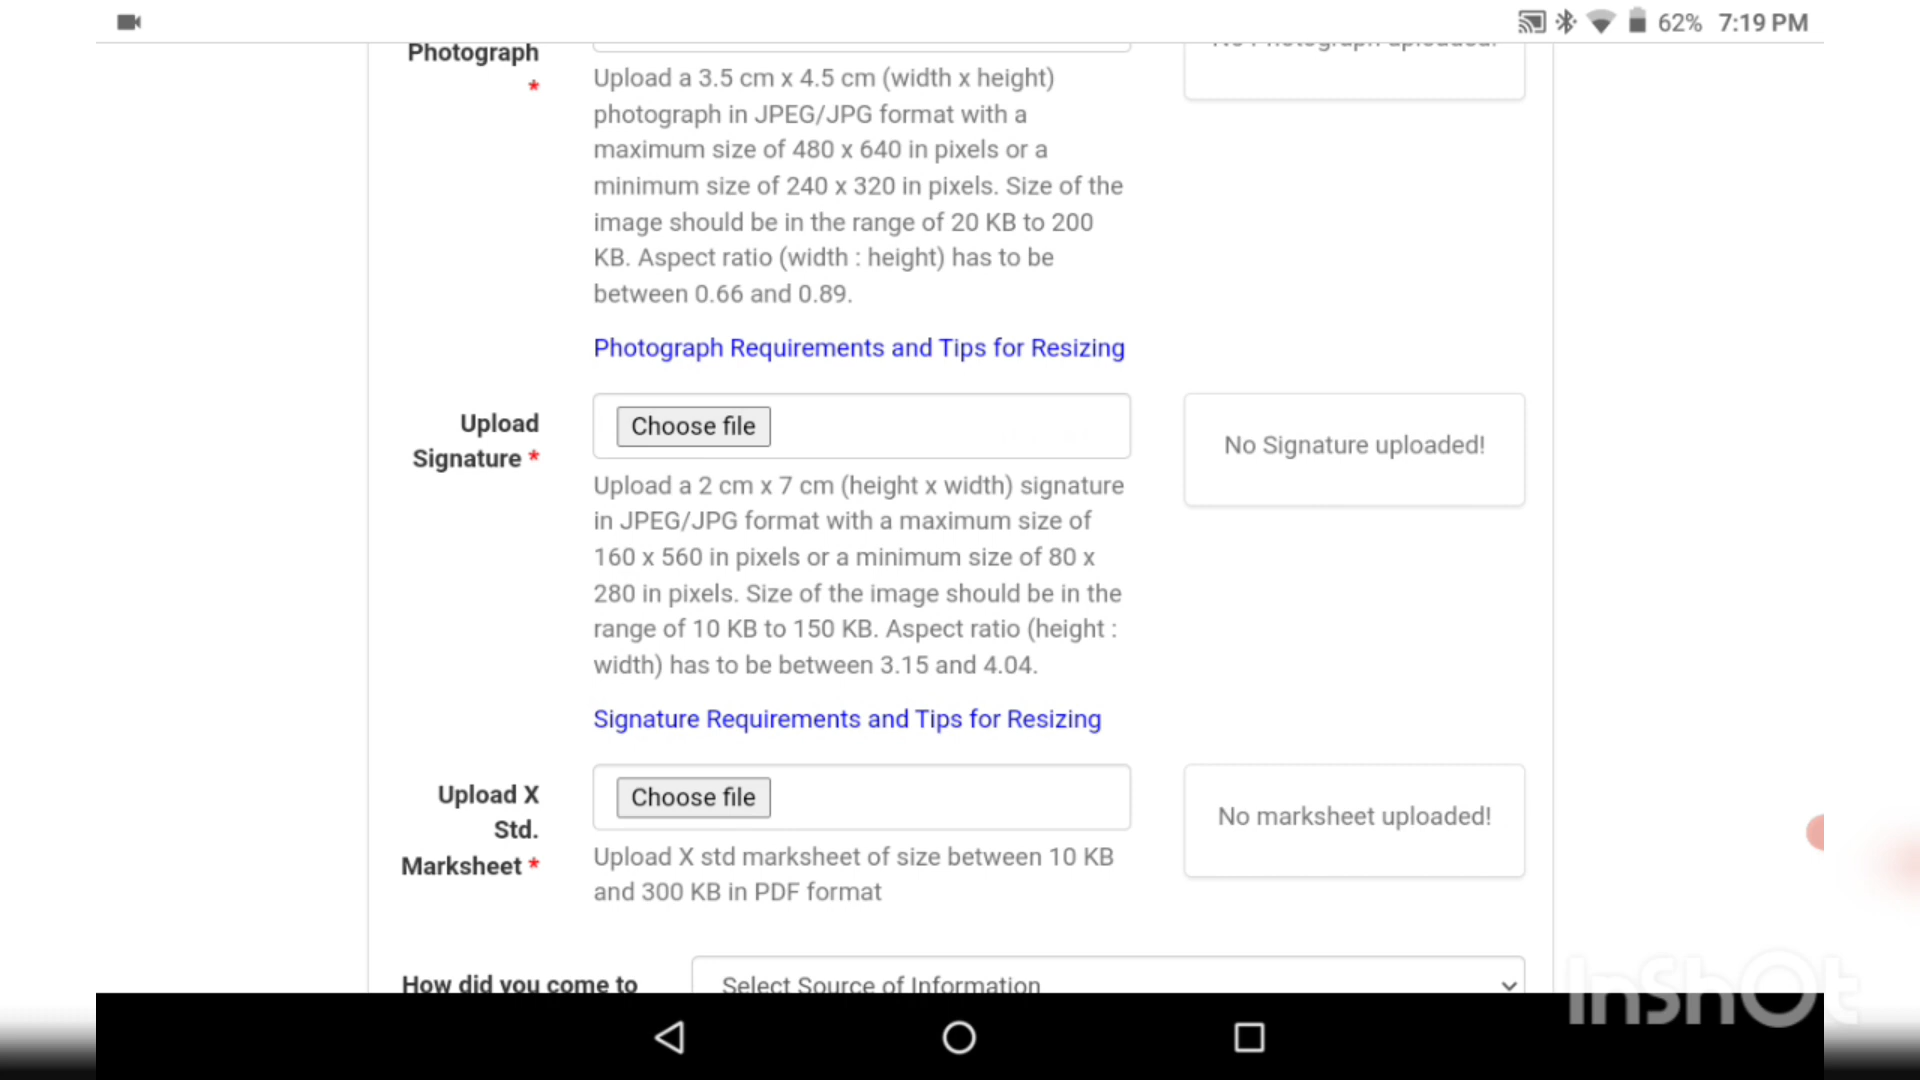 62% 7:19 PM
Photograph
*
No Photograph uploaded!
Upload a 3.5 cm x 4.5 cm (width x height)
photograph in JPEG/JPG format with a
maximum size of 480 x 640 in pixels or a
minimum size of 240 x 320 in pixels. Size of the
image should be in the range of 20 KB to 200
KB. Aspect ratio (width : height) has to be
between 0.66 and 0.89.
Photograph Requirements and Tips for Resizing
Upload
Signature *
Choose file
No Signature uploaded!
Upload a 2 cm x 7 cm (height x width) signature
in JPEG/JPG format with a maximum size of
160 x 560 in pixels or a minimum size of 80 x
280 in pixels. Size of the image should be in the
range of 10 KB to 150 KB. Aspect ratio (height :
width) has to be between 3.15 and 4.04.
Signature Requirements and Tips for Resizing
Upload X
Std.
Marksheet *
Choose file
No marksheet uploaded!
Upload X std marksheet of size between 10 KB
and 300 KB in PDF format
How did you come to
Select Source of Information
InShOt